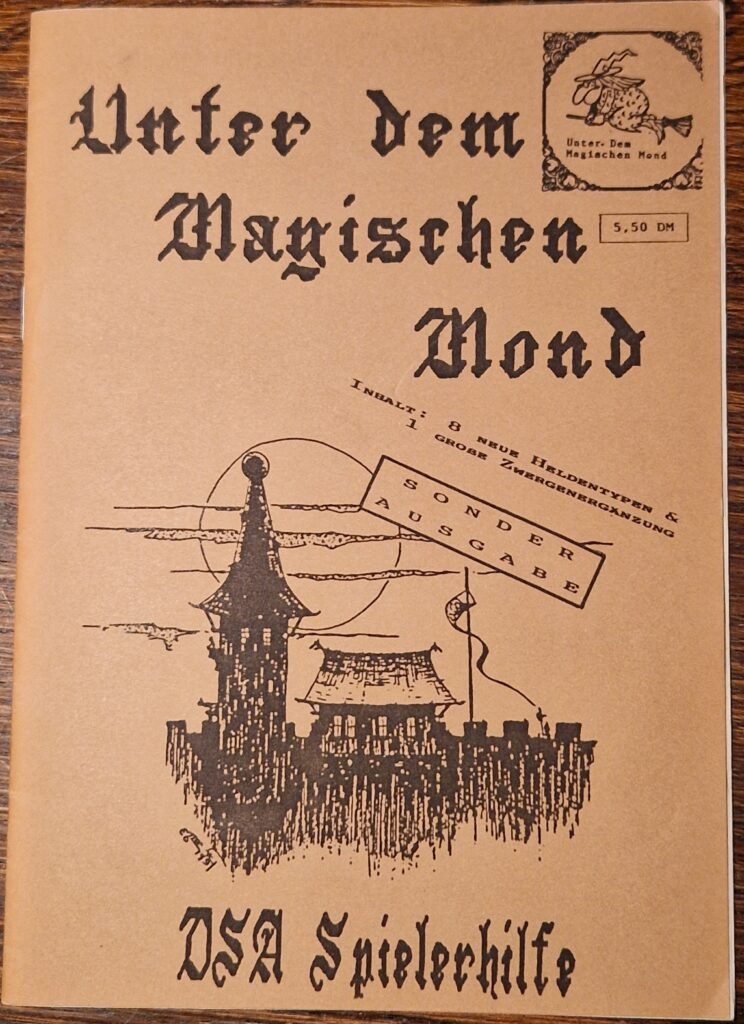 Unter dem
Magischen
Mond
Unter Dem
Magischen Mond
5,50 DM
INHALT: 8 NEUE HELDENTYPEN &
1 GROßE ZWERGENERGÄNZUNG
SONDER
AUSGABE
DSA Spielerhilfe